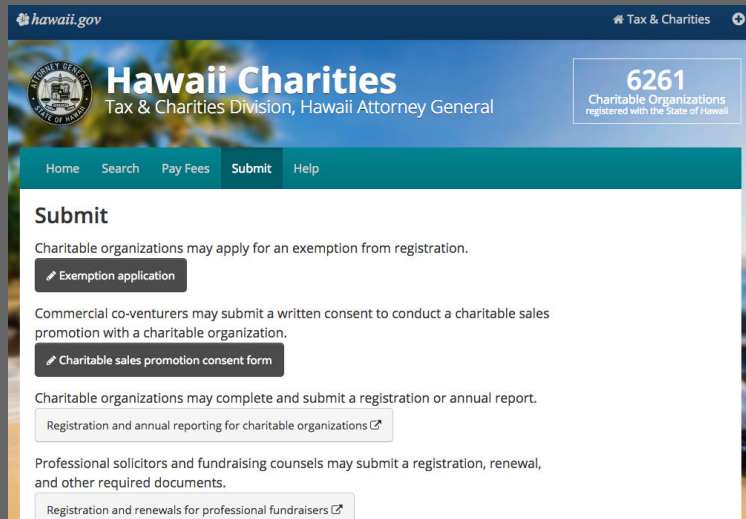 hawaii.gov
Tax & Charities
ATTORNEY GENERAL
STATE OF HAWAII
Hawaii Charities
Tax & Charities Division, Hawaii Attorney General
6261
Charitable Organizations
registered with the State of Hawaii
Home Search Pay Fees Submit Help
Submit
Charitable organizations may apply for an exemption from registration.
Exemption application
Commercial co-venturers may submit a written consent to conduct a charitable sales
promotion with a charitable organization.
Charitable sales promotion consent form
Charitable organizations may complete and submit a registration or annual report.
Registration and annual reporting for charitable organizations
Professional solicitors and fundraising counsels may submit a registration, renewal,
and other required documents.
Registration and renewals for professional fundraisers